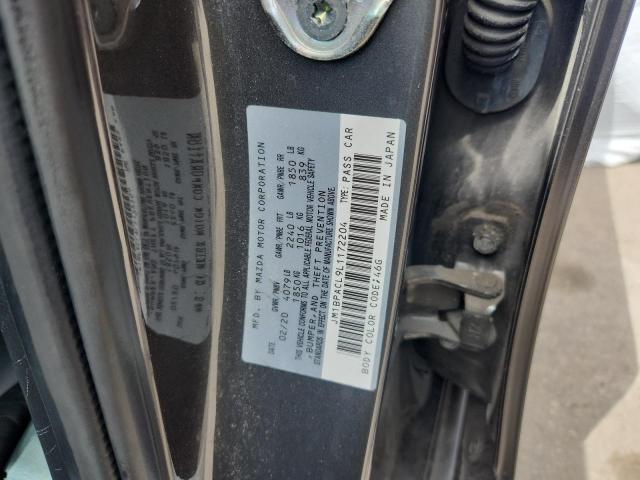 MFD. BY MAZDA MOTOR CORPORATION
02/20 4079 LB 2240 LB 1850 LB
1850 KG 1016 KG 839 KG
GVWR/PNBV GAWR/PNBE FRT GAWR/PNBE RR
THIS VEHICLE CONFORMS TO ALL APPLICABLE FEDERAL MOTOR VEHICLE SAFETY
BUMPER, AND THEFT PREVENTION
STANDARDS IN EFFECT ON THE DATE OF MANUFACTURE SHOWN ABOVE.
JM1BPACL9L1172204 TYPE: PASS CAR
BODY COLOR CODE:46G MADE IN JAPAN